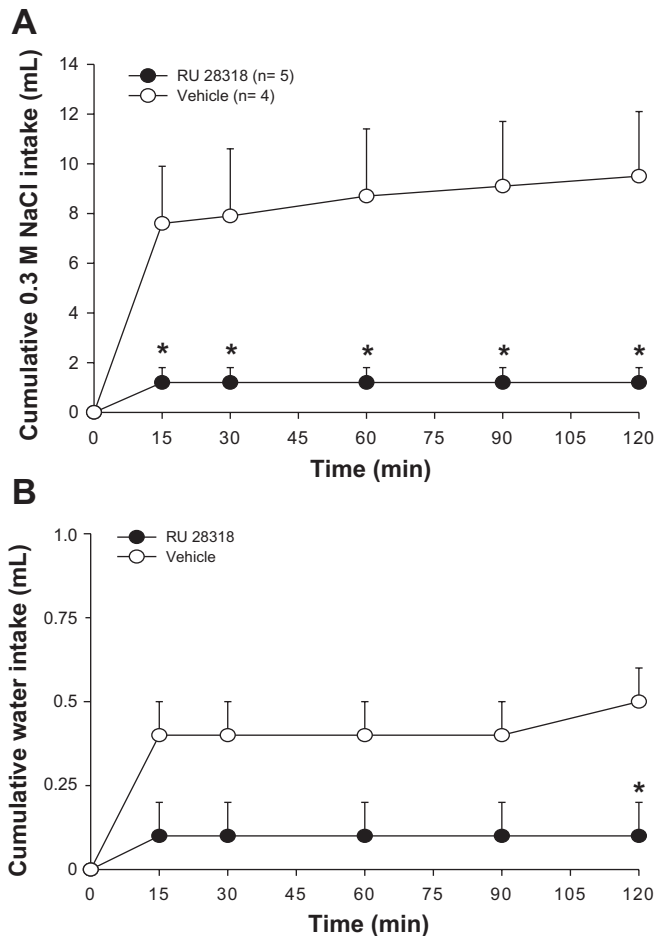 A
Cumulative 0.3 M NaCl intake (mL)
14
12
10
8
6
4
2
0
RU 28318 (n= 5)
Vehicle (n= 4)
* * * * *
0 15 30 45 60 75 90 105 120
Time (min)
B
Cumulative water intake (mL)
1.0
0.75
0.5
0.25
0
RU 28318
Vehicle
*
0 15 30 45 60 75 90 105 120
Time (min)